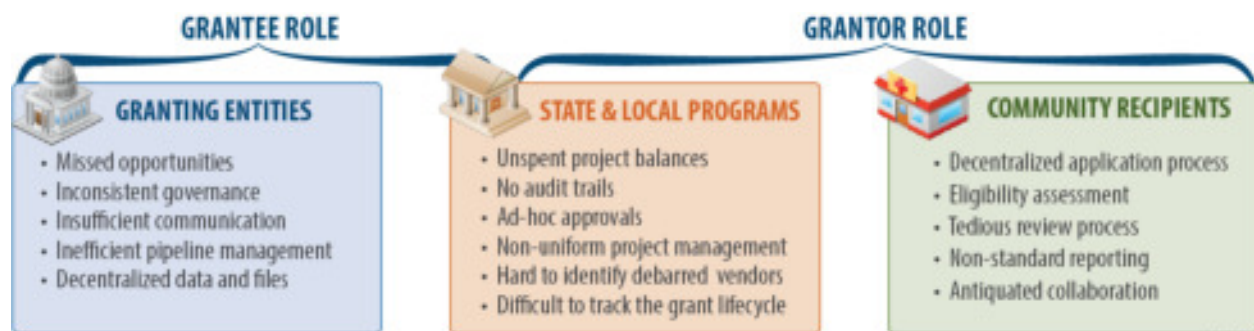 GRANTEE ROLE
GRANTOR ROLE
GRANTING ENTITIES
• Missed opportunities
• Inconsistent governance
• Insufficient communication
• Inefficient pipeline management
• Decentralized data and files
STATE & LOCAL PROGRAMS
• Unspent project balances
• No audit trails
• Ad-hoc approvals
• Non-uniform project management
• Hard to identify debarred vendors
• Difficult to track the grant lifecycle
COMMUNITY RECIPIENTS
• Decentralized application process
• Eligibility assessment
• Tedious review process
• Non-standard reporting
• Antiquated collaboration